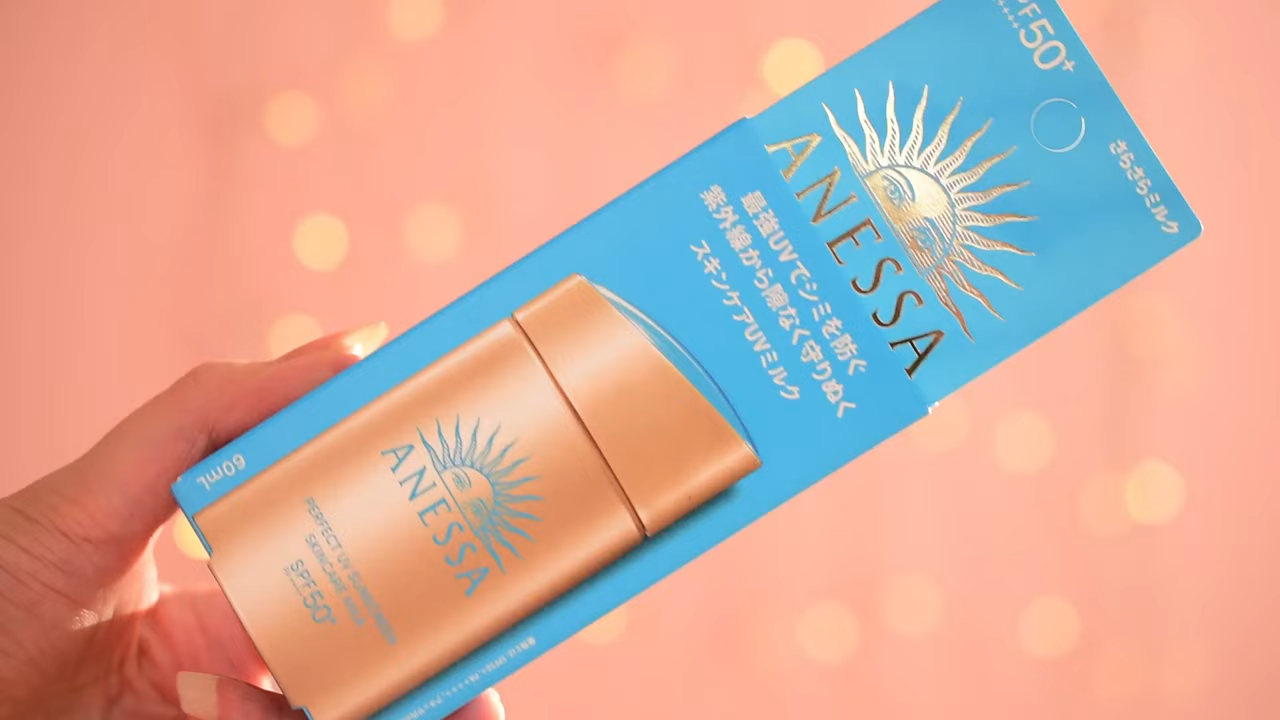 SPF50+
さらさらミルク
ANESSA
最強UVでシミを防ぐ
紫外線から隙なく守りぬく
スキンケアUVミルク
ANESSA
PERFECT UV SUNSCREEN
SKINCARE MILK
SPF50+
60mL